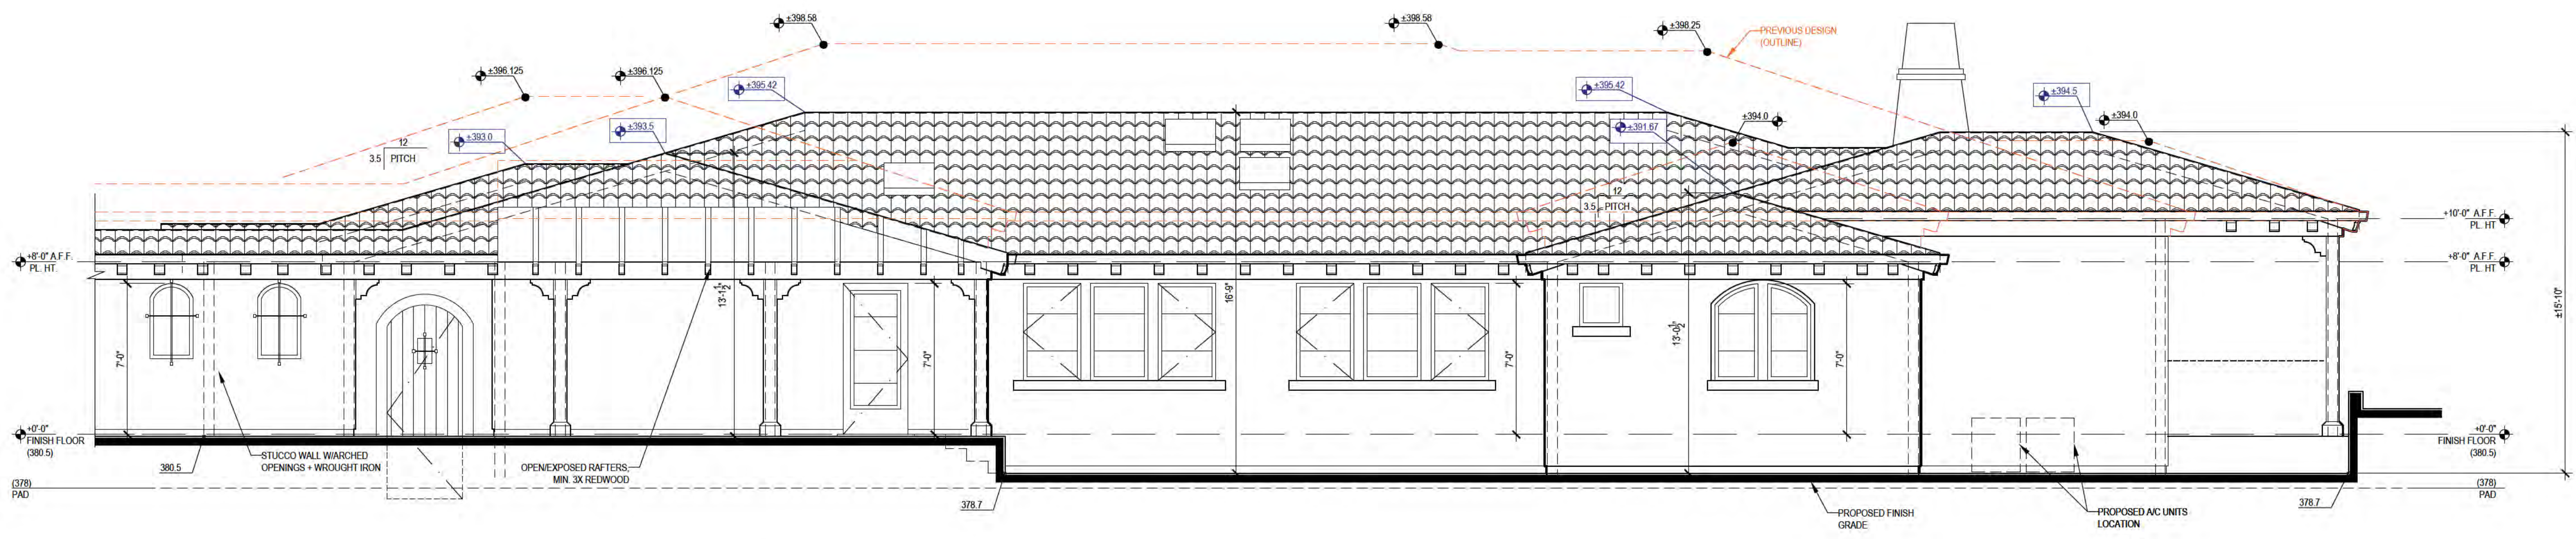 ±398.58
±398.58
±398.25
PREVIOUS DESIGN
(OUTLINE)
±396.125
±396.125
±395.42
±395.42
±394.5
±393.0
±393.5
±391.67
±394.0
±394.0
12
3.5 PITCH
12
3.5 PITCH
+8'-0" A.F.F.
PL. HT.
+10'-0" A.F.F.
PL. HT
+8'-0" A.F.F.
PL. HT
7'-0"
13'-1½"
7'-0"
16'-9"
7'-0"
13'-0½"
7'-0"
±15'-10"
+0'-0"
FINISH FLOOR
(380.5)
+0'-0"
FINISH FLOOR
(380.5)
380.5
STUCCO WALL W/ARCHED
OPENINGS + WROUGHT IRON
OPEN/EXPOSED RAFTERS,
MIN. 3X REDWOOD
(378)
PAD
378.7
PROPOSED FINISH
GRADE
PROPOSED A/C UNITS
LOCATION
378.7
(378)
PAD